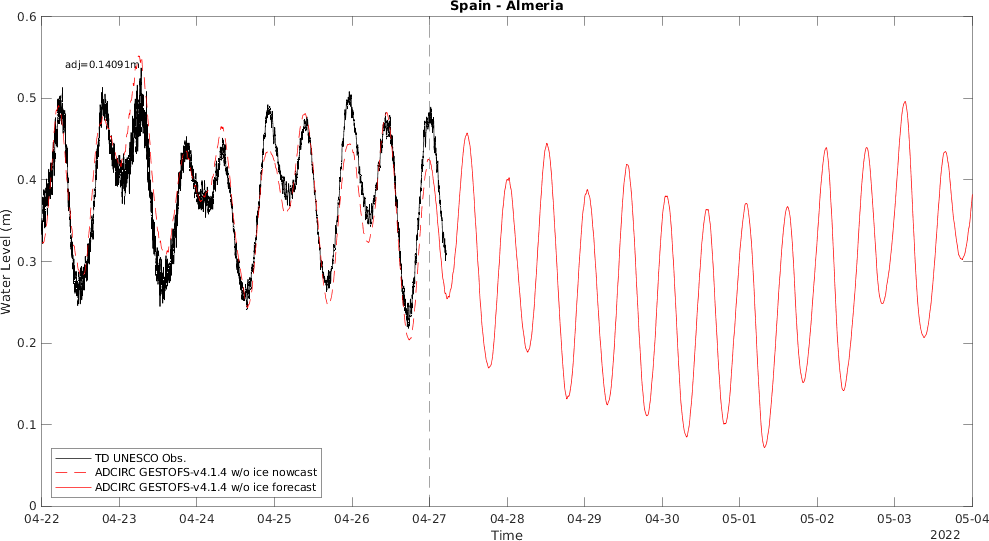 Spain - Almeria
adj=0.14091m
0.6
0.5
0.4
0.3
0.2
0.1
0
Water Level (m)
TD UNESCO Obs.
ADCIRC GESTOFS-v4.1.4 w/o ice nowcast
ADCIRC GESTOFS-v4.1.4 w/o ice forecast
04-22 04-23 04-24 04-25 04-26 04-27 04-28 04-29 04-30 05-01 05-02 05-03 05-04
Time
2022